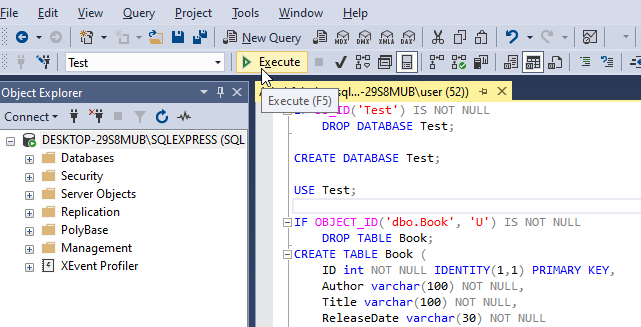 File Edit View Query Project Tools Window Help
New Query MDX DMX XMLA DAX
Test Execute
Object Explorer
sql...-29S8MUB\user (52))
Execute (F5)
Connect
DESKTOP-29S8MUB\SQLEXPRESS (SQL
Databases
Security
Server Objects
Replication
PolyBase
Management
XEvent Profiler
_ID('Test') IS NOT NULL
DROP DATABASE Test;
CREATE DATABASE Test;
USE Test;
IF OBJECT_ID('dbo.Book', 'U') IS NOT NULL
DROP TABLE Book;
CREATE TABLE Book (
ID int NOT NULL IDENTITY(1,1) PRIMARY KEY,
Author varchar(100) NOT NULL,
Title varchar(100) NOT NULL,
ReleaseDate varchar(30) NOT NULL